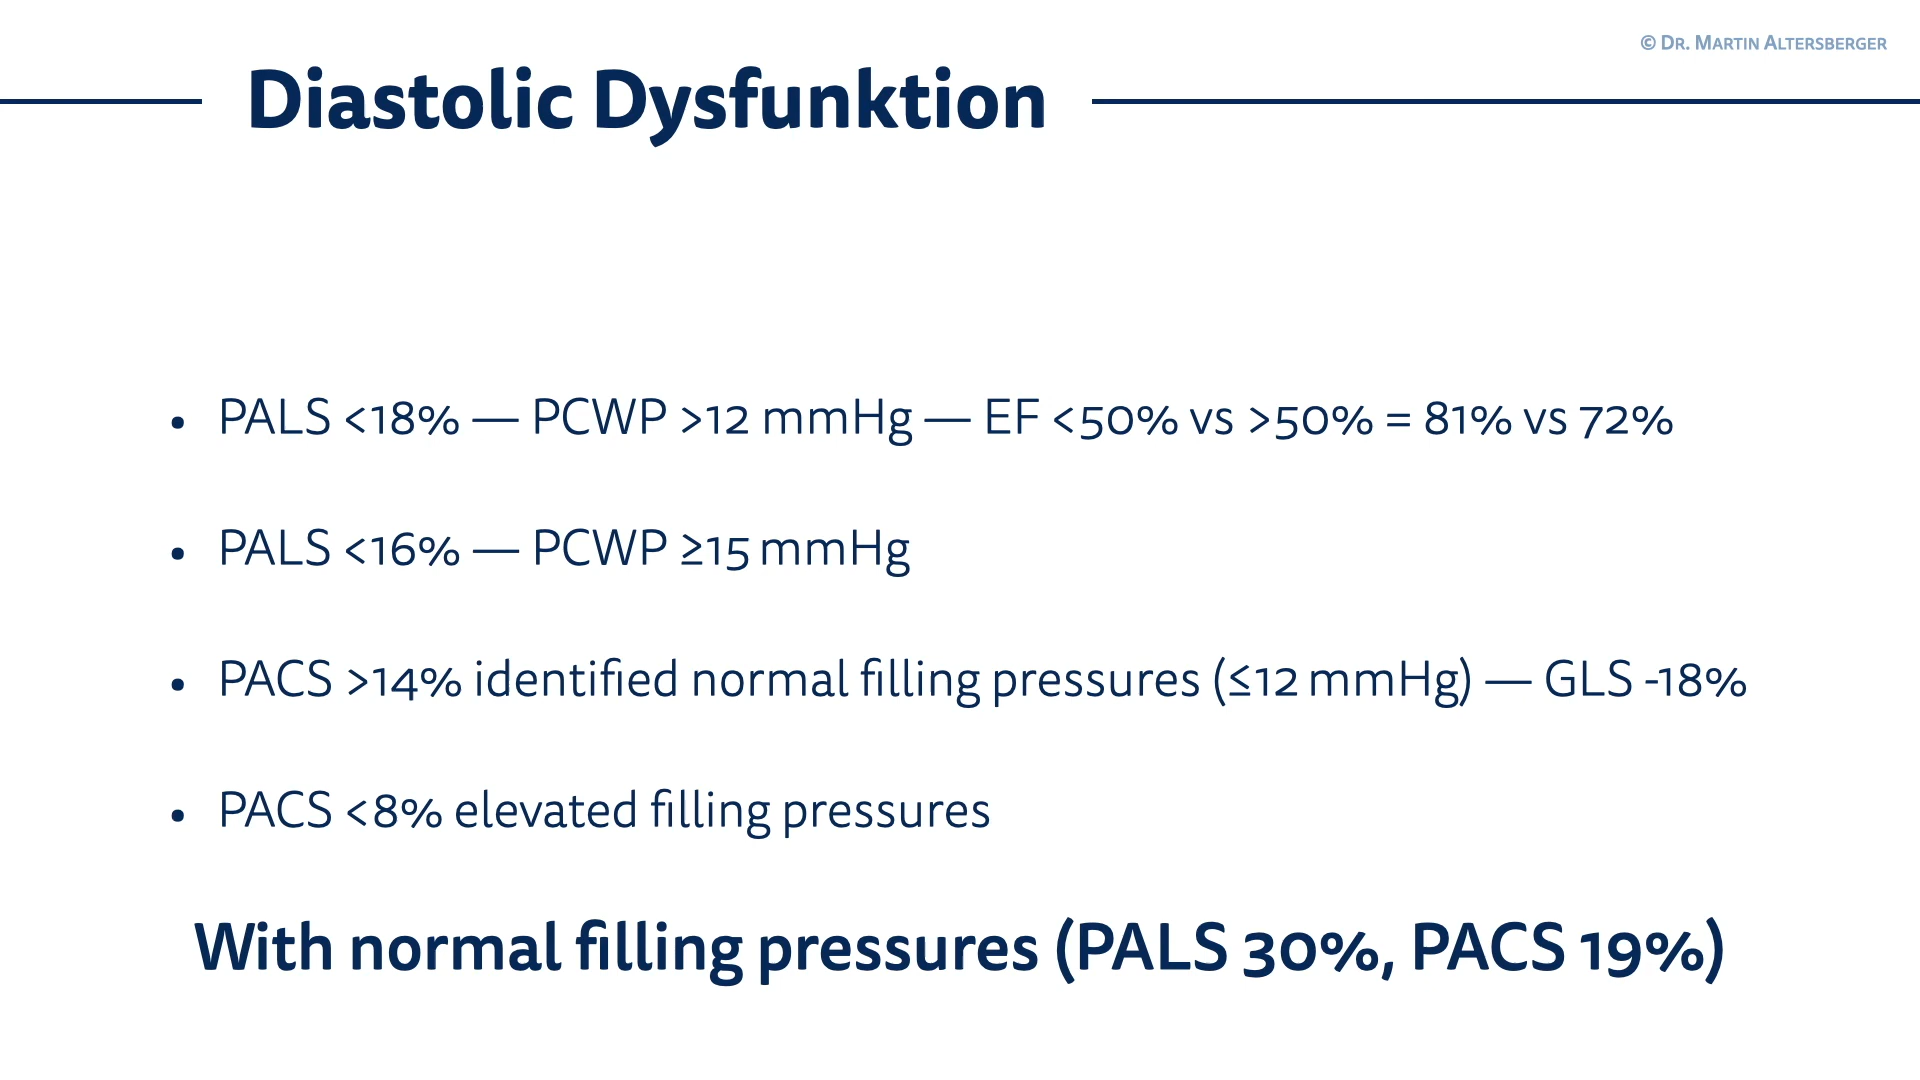 © Dr. Martin Altersberger
Diastolic Dysfunktion
• PALS <18% — PCWP >12 mmHg — EF <50% vs >50% = 81% vs 72%
• PALS <16% — PCWP ≥15 mmHg
• PACS >14% identified normal filling pressures (≤12 mmHg) — GLS -18%
• PACS <8% elevated filling pressures
With normal filling pressures (PALS 30%, PACS 19%)